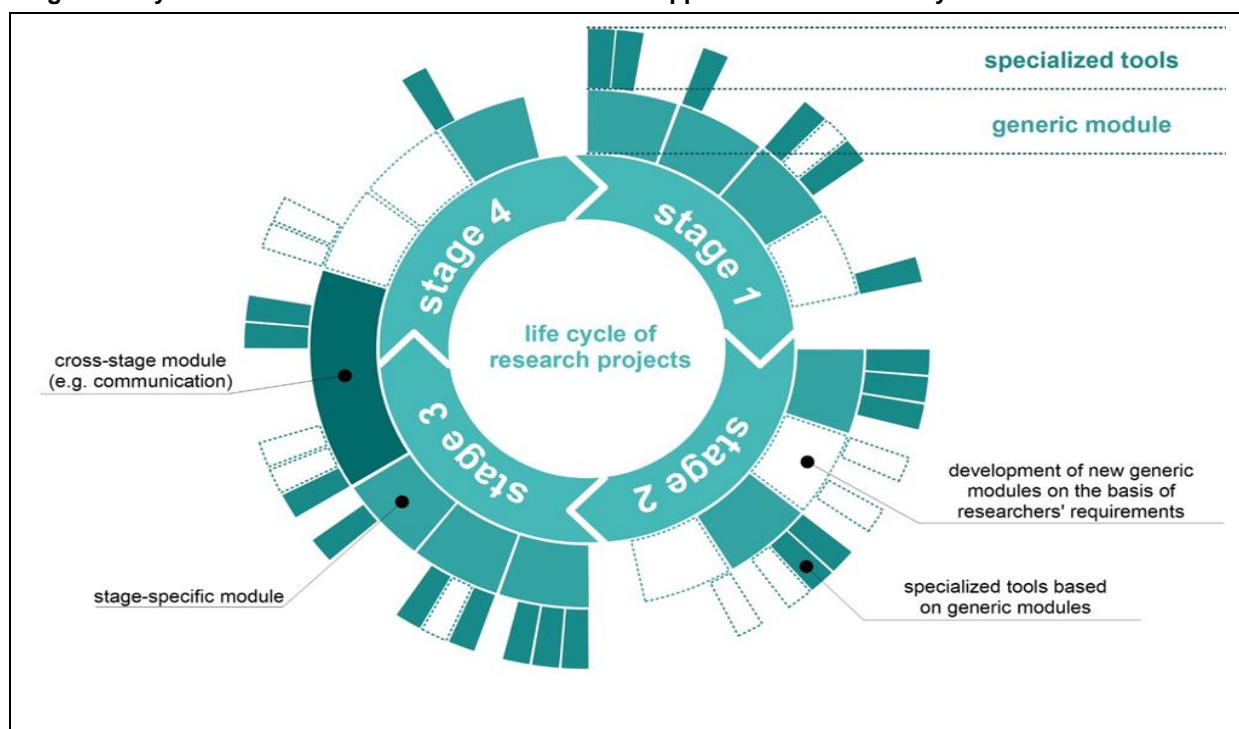 specialized tools
generic module
stage 4
stage 1
life cycle of
research projects
cross-stage module
(e.g. communication)
stage 3
stage 2
development of new generic
modules on the basis of
researchers' requirements
stage-specific module
specialized tools based
on generic modules